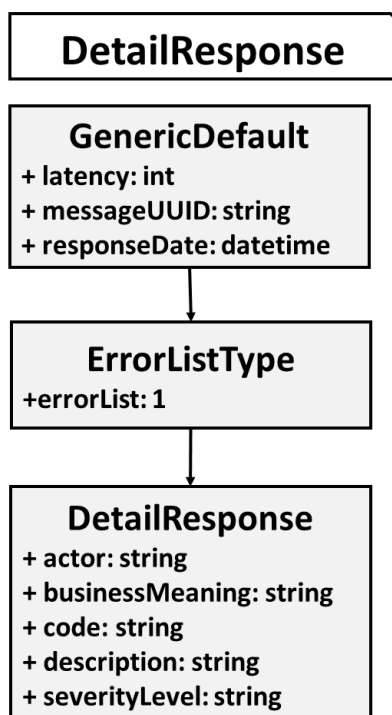 DetailResponse
GenericDefault
+ latency: int
+ messageUUID: string
+ responseDate: datetime
ErrorListType
+errorList: 1
DetailResponse
+ actor: string
+ businessMeaning: string
+ code: string
+ description: string
+ severityLevel: string